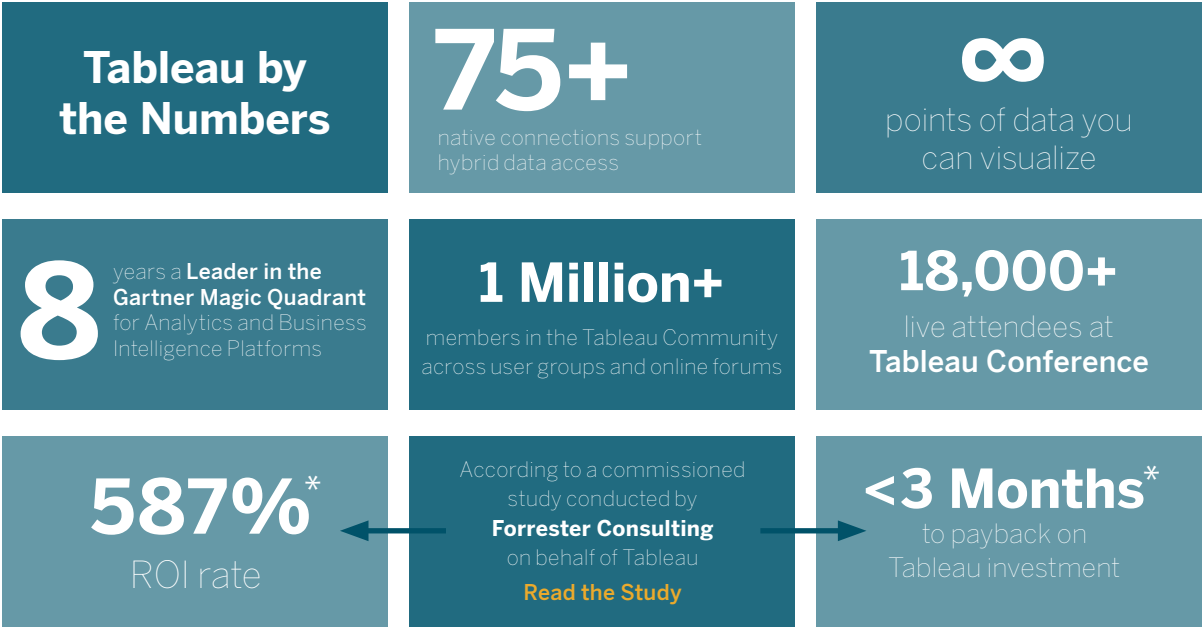 Tableau by
the Numbers
75+
native connections support
hybrid data access
∞
points of data you
can visualize
8
years a Leader in the
Gartner Magic Quadrant
for Analytics and Business
Intelligence Platforms
1 Million+
members in the Tableau Community
across user groups and online forums
18,000+
live attendees at
Tableau Conference
587%*
ROI rate
According to a commissioned
study conducted by
Forrester Consulting
on behalf of Tableau
Read the Study
<3 Months*
to payback on
Tableau investment